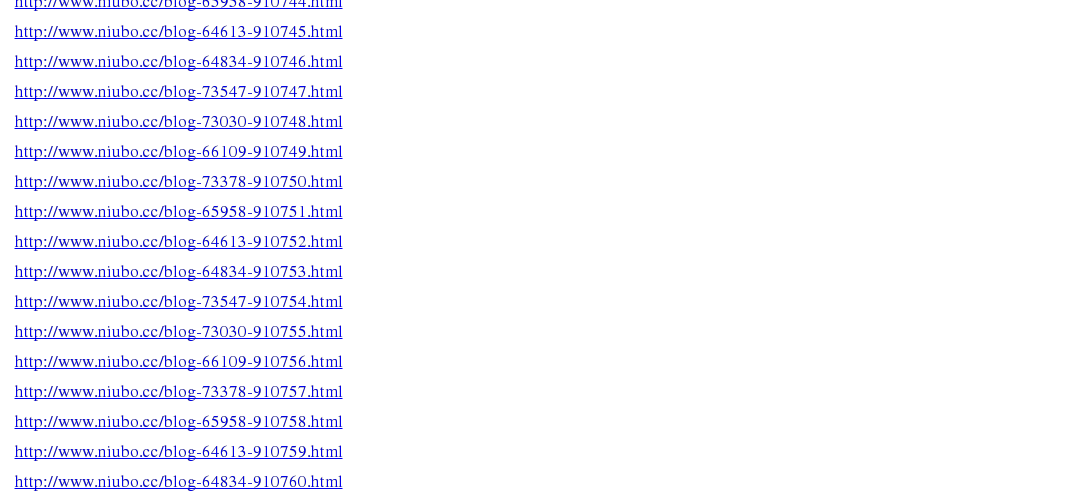 http://www.niubo.cc/blog-65958-910744.html
http://www.niubo.cc/blog-64613-910745.html
http://www.niubo.cc/blog-64834-910746.html
http://www.niubo.cc/blog-73547-910747.html
http://www.niubo.cc/blog-73030-910748.html
http://www.niubo.cc/blog-66109-910749.html
http://www.niubo.cc/blog-73378-910750.html
http://www.niubo.cc/blog-65958-910751.html
http://www.niubo.cc/blog-64613-910752.html
http://www.niubo.cc/blog-64834-910753.html
http://www.niubo.cc/blog-73547-910754.html
http://www.niubo.cc/blog-73030-910755.html
http://www.niubo.cc/blog-66109-910756.html
http://www.niubo.cc/blog-73378-910757.html
http://www.niubo.cc/blog-65958-910758.html
http://www.niubo.cc/blog-64613-910759.html
http://www.niubo.cc/blog-64834-910760.html